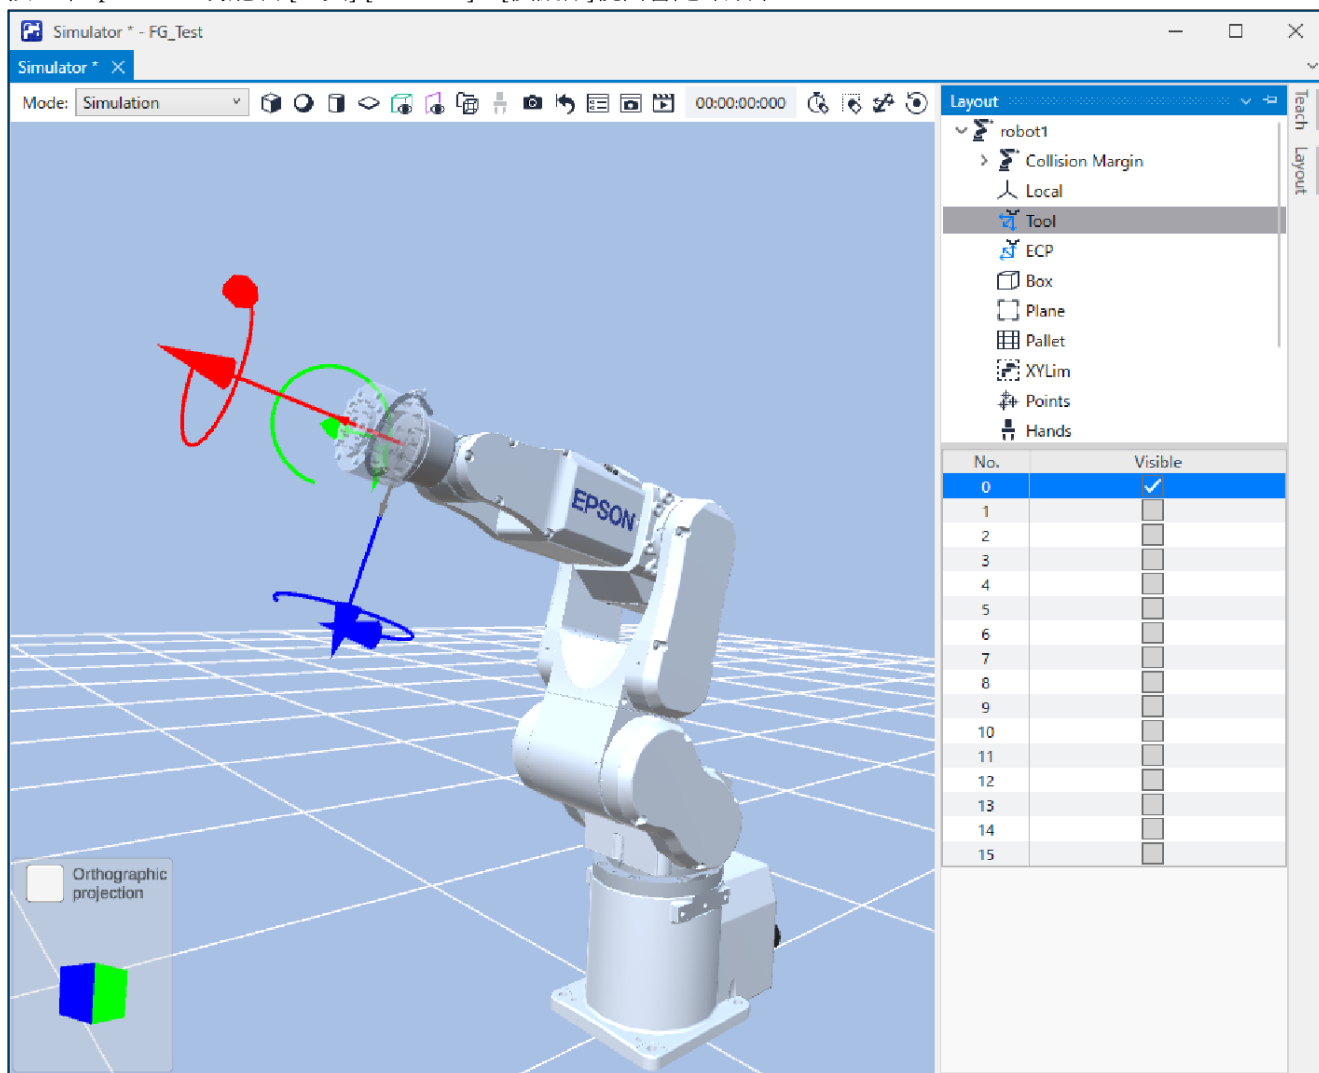 Simulator * - FG_Test
Simulator *
Mode: Simulation
00:00:00:000
Layout
robot1
Collision Margin
Local
Tool
ECP
Box
Plane
Pallet
XYLim
Points
Hands
Teach
Layout
No. Visible
0
1
2
3
4
5
6
7
8
9
10
11
12
13
14
15
EPSON
Orthographic
projection